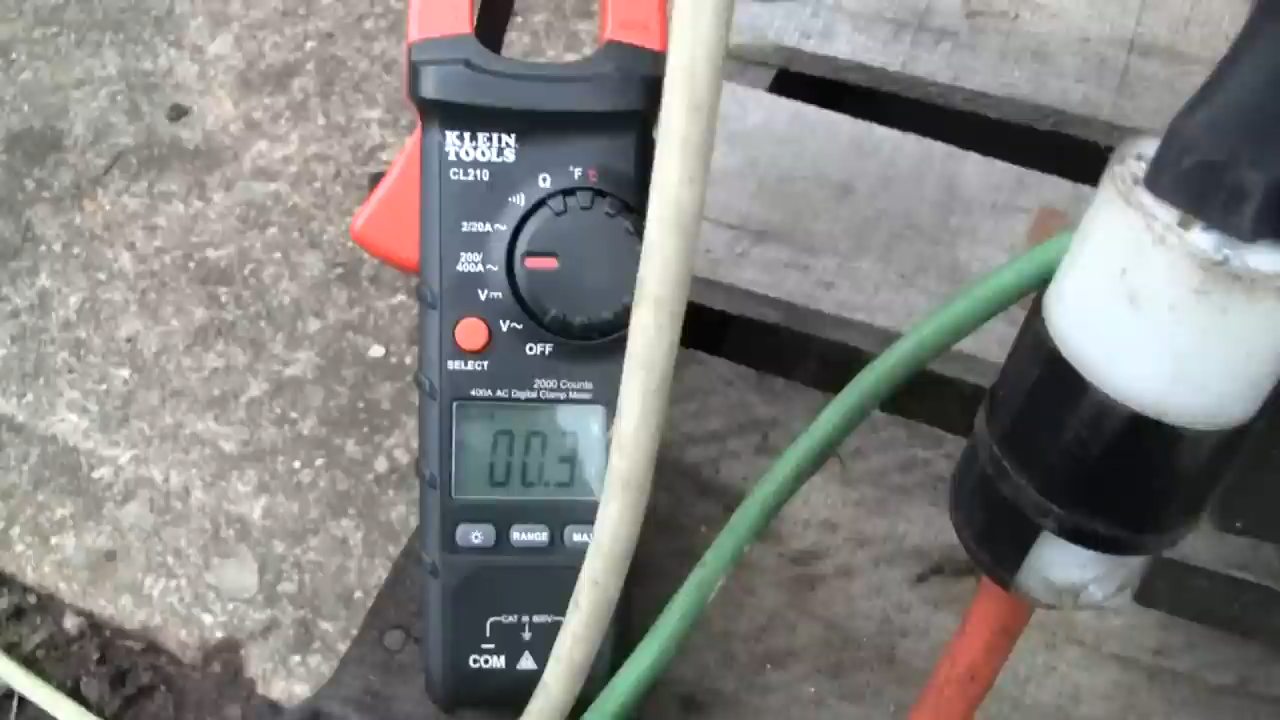 KLEIN
TOOLS
CL210
Ω
°F °C
2/20A~
200/
400A~
V
V~
OFF
SELECT
2000 Counts
400A AC Digital Clamp Meter
00.3
RANGE
CAT III 600V
COM